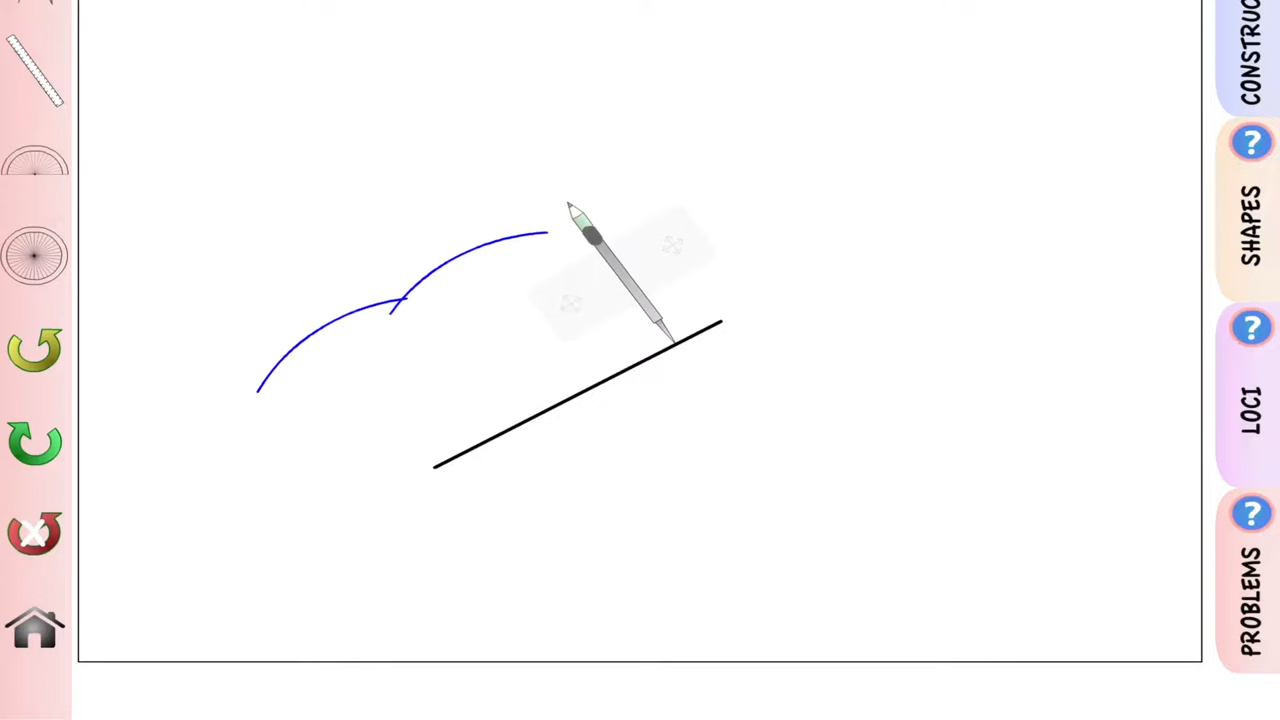 CONSTRUC
?
SHAPES
?
LOCI
?
PROBLEMS